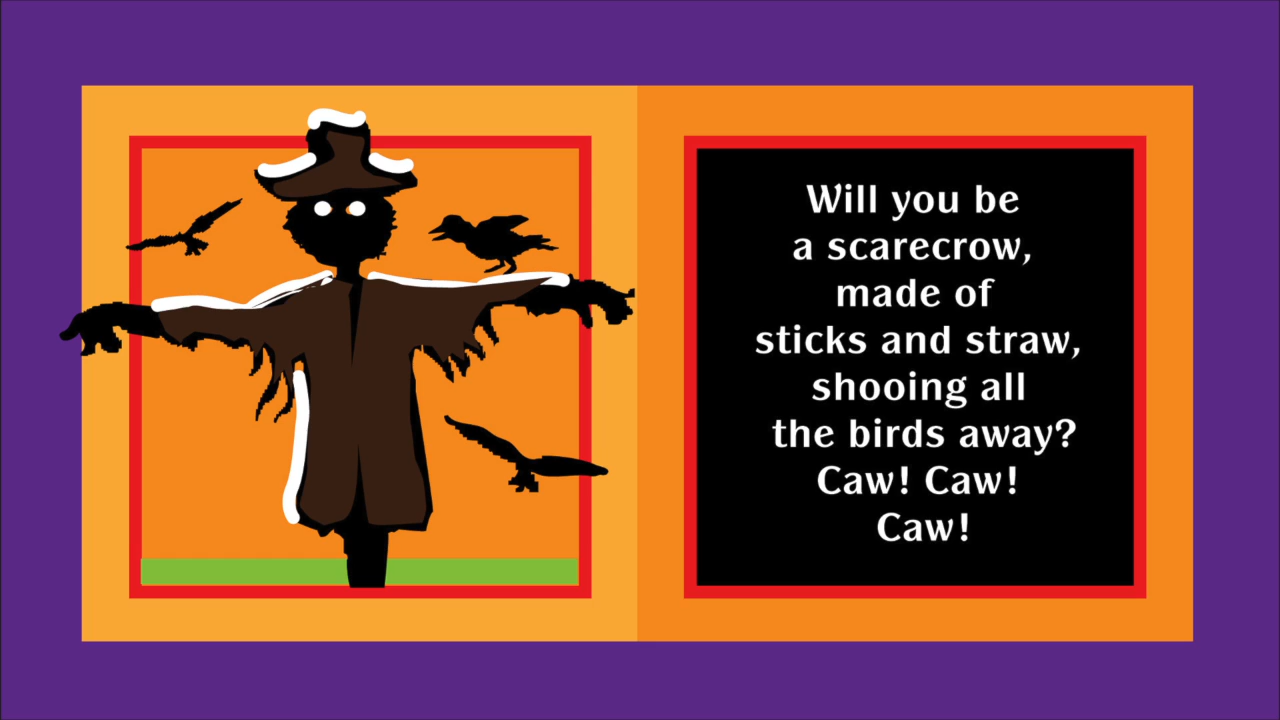 Will you be
a scarecrow,
made of
sticks and straw,
shooing all
the birds away?
Caw! Caw!
Caw!